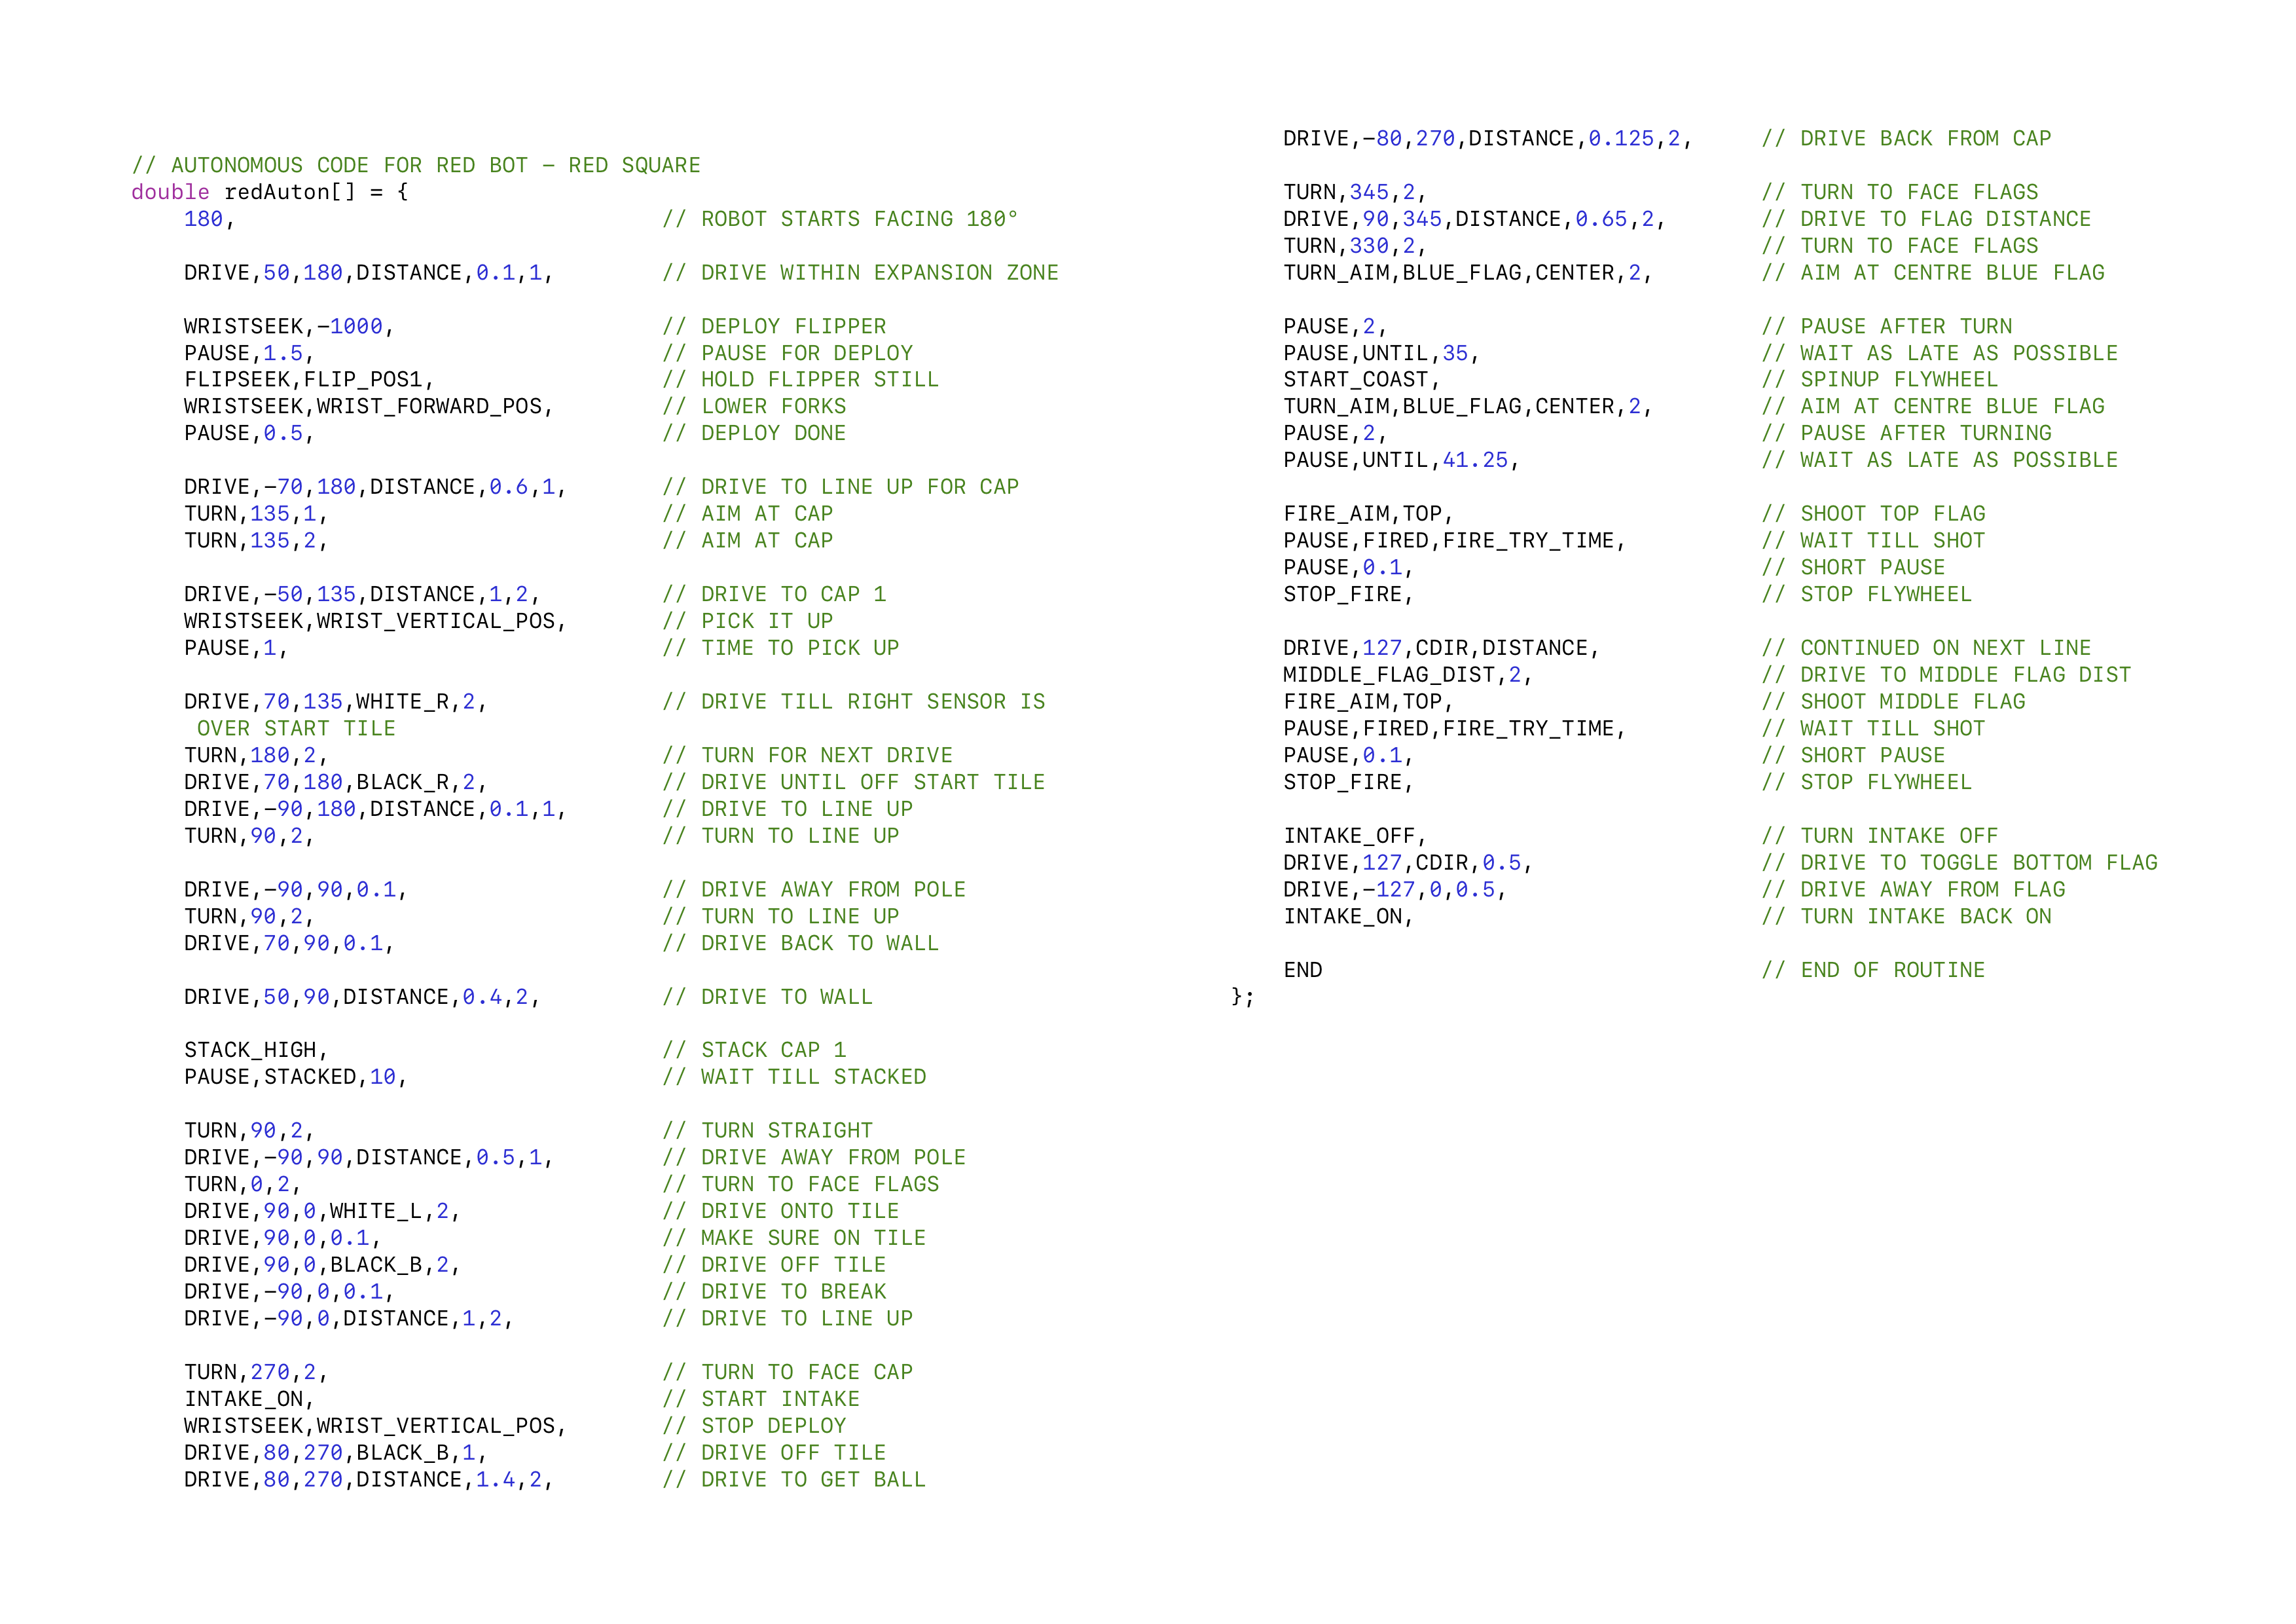 // AUTONOMOUS CODE FOR RED BOT – RED SQUARE
double redAuton[] = {
    180,                                // ROBOT STARTS FACING 180°

    DRIVE,50,180,DISTANCE,0.1,1,        // DRIVE WITHIN EXPANSION ZONE

    WRISTSEEK,–1000,                    // DEPLOY FLIPPER
    PAUSE,1.5,                          // PAUSE FOR DEPLOY
    FLIPSEEK,FLIP_POS1,                 // HOLD FLIPPER STILL
    WRISTSEEK,WRIST_FORWARD_POS,        // LOWER FORKS
    PAUSE,0.5,                          // DEPLOY DONE

    DRIVE,–70,180,DISTANCE,0.6,1,       // DRIVE TO LINE UP FOR CAP
    TURN,135,1,                         // AIM AT CAP
    TURN,135,2,                         // AIM AT CAP

    DRIVE,–50,135,DISTANCE,1,2,         // DRIVE TO CAP 1
    WRISTSEEK,WRIST_VERTICAL_POS,       // PICK IT UP
    PAUSE,1,                            // TIME TO PICK UP

    DRIVE,70,135,WHITE_R,2,             // DRIVE TILL RIGHT SENSOR IS
     OVER START TILE
    TURN,180,2,                         // TURN FOR NEXT DRIVE
    DRIVE,70,180,BLACK_R,2,             // DRIVE UNTIL OFF START TILE
    DRIVE,–90,180,DISTANCE,0.1,1,       // DRIVE TO LINE UP
    TURN,90,2,                          // TURN TO LINE UP

    DRIVE,–90,90,0.1,                   // DRIVE AWAY FROM POLE
    TURN,90,2,                          // TURN TO LINE UP
    DRIVE,70,90,0.1,                    // DRIVE BACK TO WALL

    DRIVE,50,90,DISTANCE,0.4,2,         // DRIVE TO WALL

    STACK_HIGH,                         // STACK CAP 1
    PAUSE,STACKED,10,                   // WAIT TILL STACKED

    TURN,90,2,                          // TURN STRAIGHT
    DRIVE,–90,90,DISTANCE,0.5,1,        // DRIVE AWAY FROM POLE
    TURN,0,2,                           // TURN TO FACE FLAGS
    DRIVE,90,0,WHITE_L,2,               // DRIVE ONTO TILE
    DRIVE,90,0,0.1,                     // MAKE SURE ON TILE
    DRIVE,90,0,BLACK_B,2,               // DRIVE OFF TILE
    DRIVE,–90,0,0.1,                    // DRIVE TO BREAK
    DRIVE,–90,0,DISTANCE,1,2,           // DRIVE TO LINE UP

    TURN,270,2,                         // TURN TO FACE CAP
    INTAKE_ON,                          // START INTAKE
    WRISTSEEK,WRIST_VERTICAL_POS,       // STOP DEPLOY
    DRIVE,80,270,BLACK_B,1,             // DRIVE OFF TILE
    DRIVE,80,270,DISTANCE,1.4,2,        // DRIVE TO GET BALL
    DRIVE,–80,270,DISTANCE,0.125,2,     // DRIVE BACK FROM CAP

    TURN,345,2,                         // TURN TO FACE FLAGS
    DRIVE,90,345,DISTANCE,0.65,2,       // DRIVE TO FLAG DISTANCE
    TURN,330,2,                         // TURN TO FACE FLAGS
    TURN_AIM,BLUE_FLAG,CENTER,2,        // AIM AT CENTRE BLUE FLAG

    PAUSE,2,                            // PAUSE AFTER TURN
    PAUSE,UNTIL,35,                     // WAIT AS LATE AS POSSIBLE
    START_COAST,                        // SPINUP FLYWHEEL
    TURN_AIM,BLUE_FLAG,CENTER,2,        // AIM AT CENTRE BLUE FLAG
    PAUSE,2,                            // PAUSE AFTER TURNING
    PAUSE,UNTIL,41.25,                  // WAIT AS LATE AS POSSIBLE

    FIRE_AIM,TOP,                       // SHOOT TOP FLAG
    PAUSE,FIRED,FIRE_TRY_TIME,          // WAIT TILL SHOT
    PAUSE,0.1,                          // SHORT PAUSE
    STOP_FIRE,                          // STOP FLYWHEEL

    DRIVE,127,CDIR,DISTANCE,            // CONTINUED ON NEXT LINE
    MIDDLE_FLAG_DIST,2,                 // DRIVE TO MIDDLE FLAG DIST
    FIRE_AIM,TOP,                       // SHOOT MIDDLE FLAG
    PAUSE,FIRED,FIRE_TRY_TIME,          // WAIT TILL SHOT
    PAUSE,0.1,                          // SHORT PAUSE
    STOP_FIRE,                          // STOP FLYWHEEL

    INTAKE_OFF,                         // TURN INTAKE OFF
    DRIVE,127,CDIR,0.5,                 // DRIVE TO TOGGLE BOTTOM FLAG
    DRIVE,–127,0,0.5,                   // DRIVE AWAY FROM FLAG
    INTAKE_ON,                          // TURN INTAKE BACK ON

    END                                 // END OF ROUTINE
};